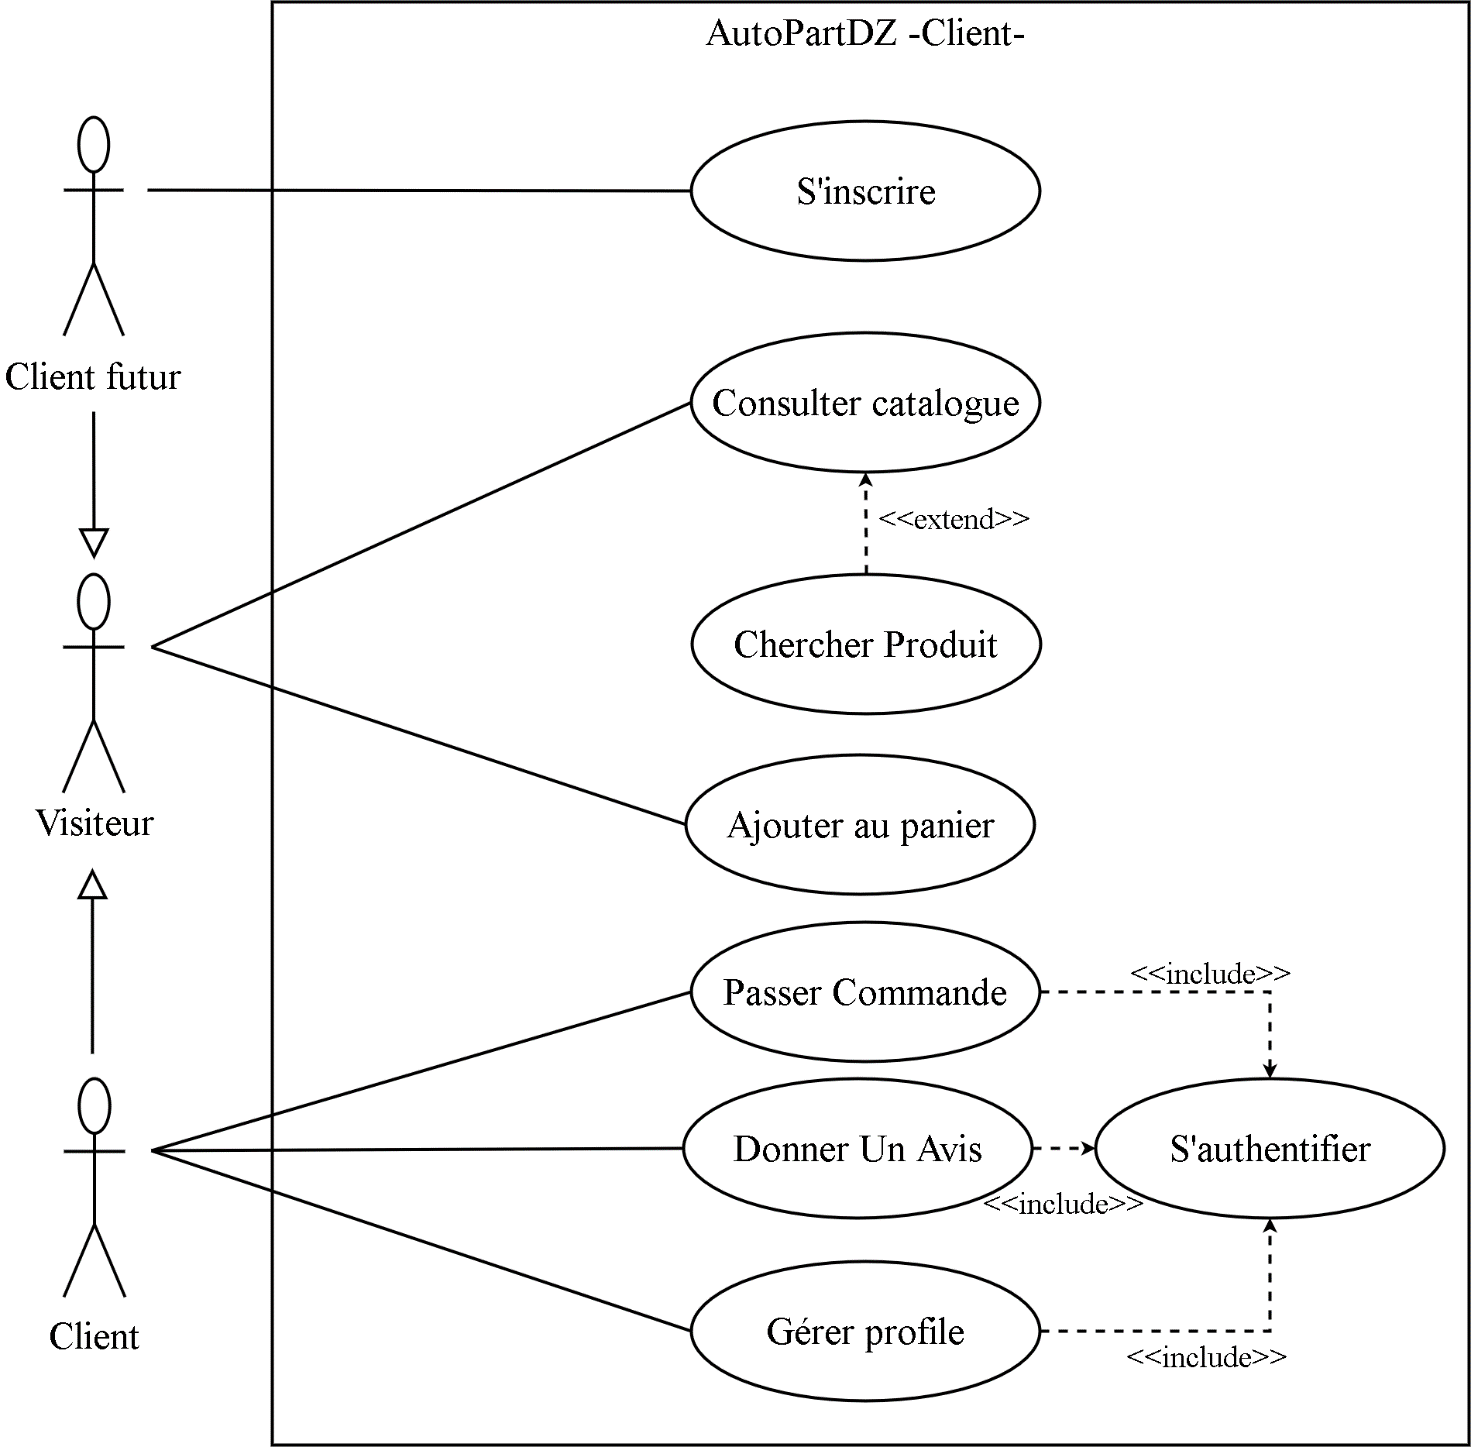 AutoPartDZ -Client-
S'inscrire
Client futur
Consulter catalogue
<<extend>>
Chercher Produit
Visiteur
Ajouter au panier
Passer Commande
<<include>>
Donner Un Avis
S'authentifier
<<include>>
Gérer profile
Client
<<include>>